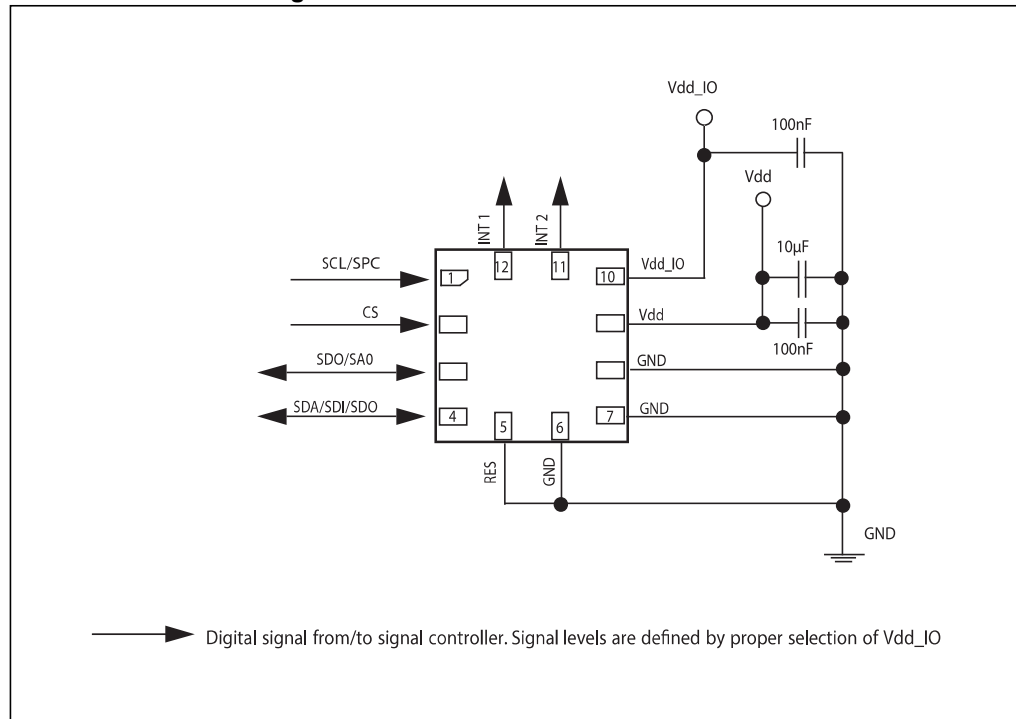 Vdd_IO
100nF
Vdd
INT 1
INT 2
10µF
SCL/SPC
1
12
11
10
Vdd_IO
CS
Vdd
100nF
SDO/SA0
GND
SDA/SDI/SDO
4
5
6
7
GND
RES
GND
GND
Digital signal from/to signal controller. Signal levels are defined by proper selection of Vdd_IO